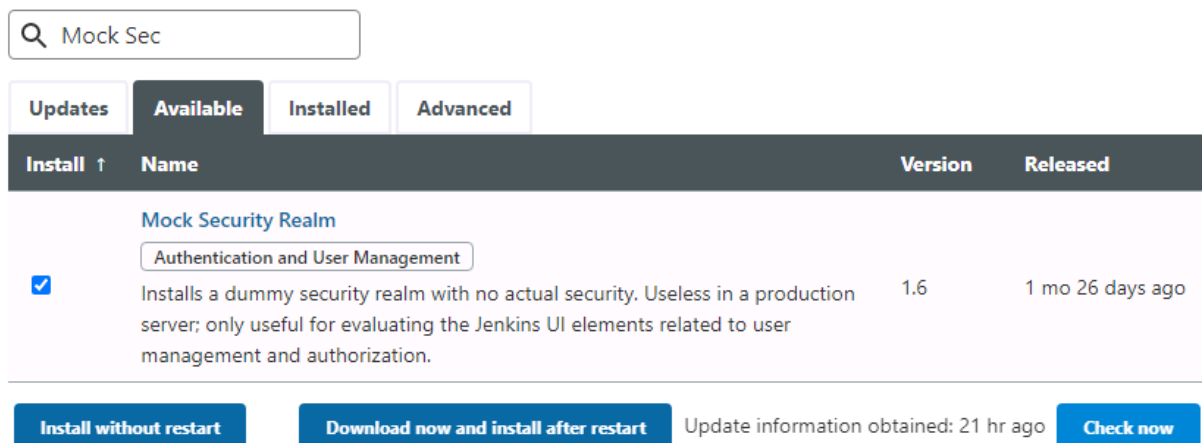 Mock Sec
Updates Available Installed Advanced
Install ↑ Name Version Released
Mock Security Realm
Authentication and User Management
Installs a dummy security realm with no actual security. Useless in a production
server; only useful for evaluating the Jenkins UI elements related to user
management and authorization.
1.6 1 mo 26 days ago
Install without restart Download now and install after restart Update information obtained: 21 hr ago Check now